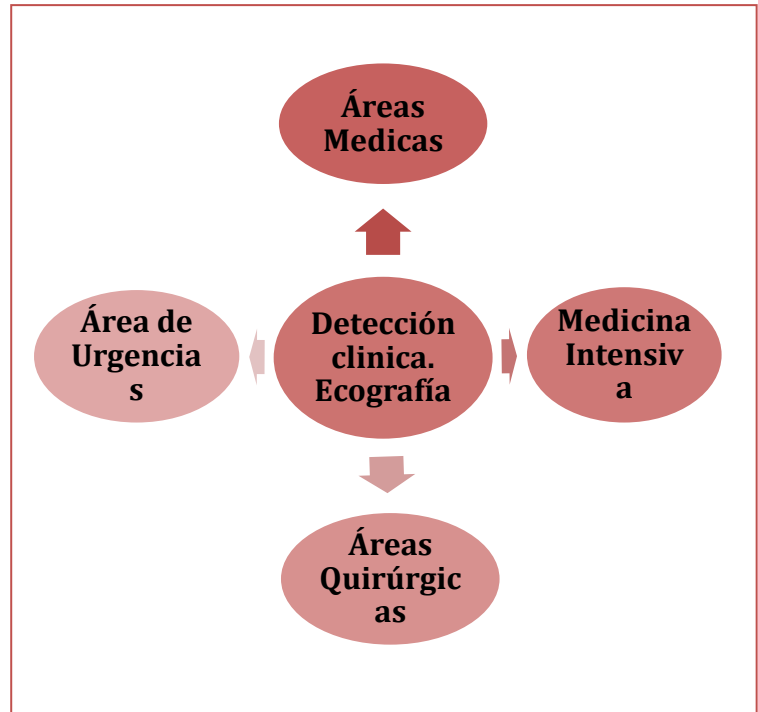 Áreas
Medicas
Área de
Urgencia
s
Detección
clinica.
Ecografía
Medicina
Intensiv
a
Áreas
Quirúrgic
as